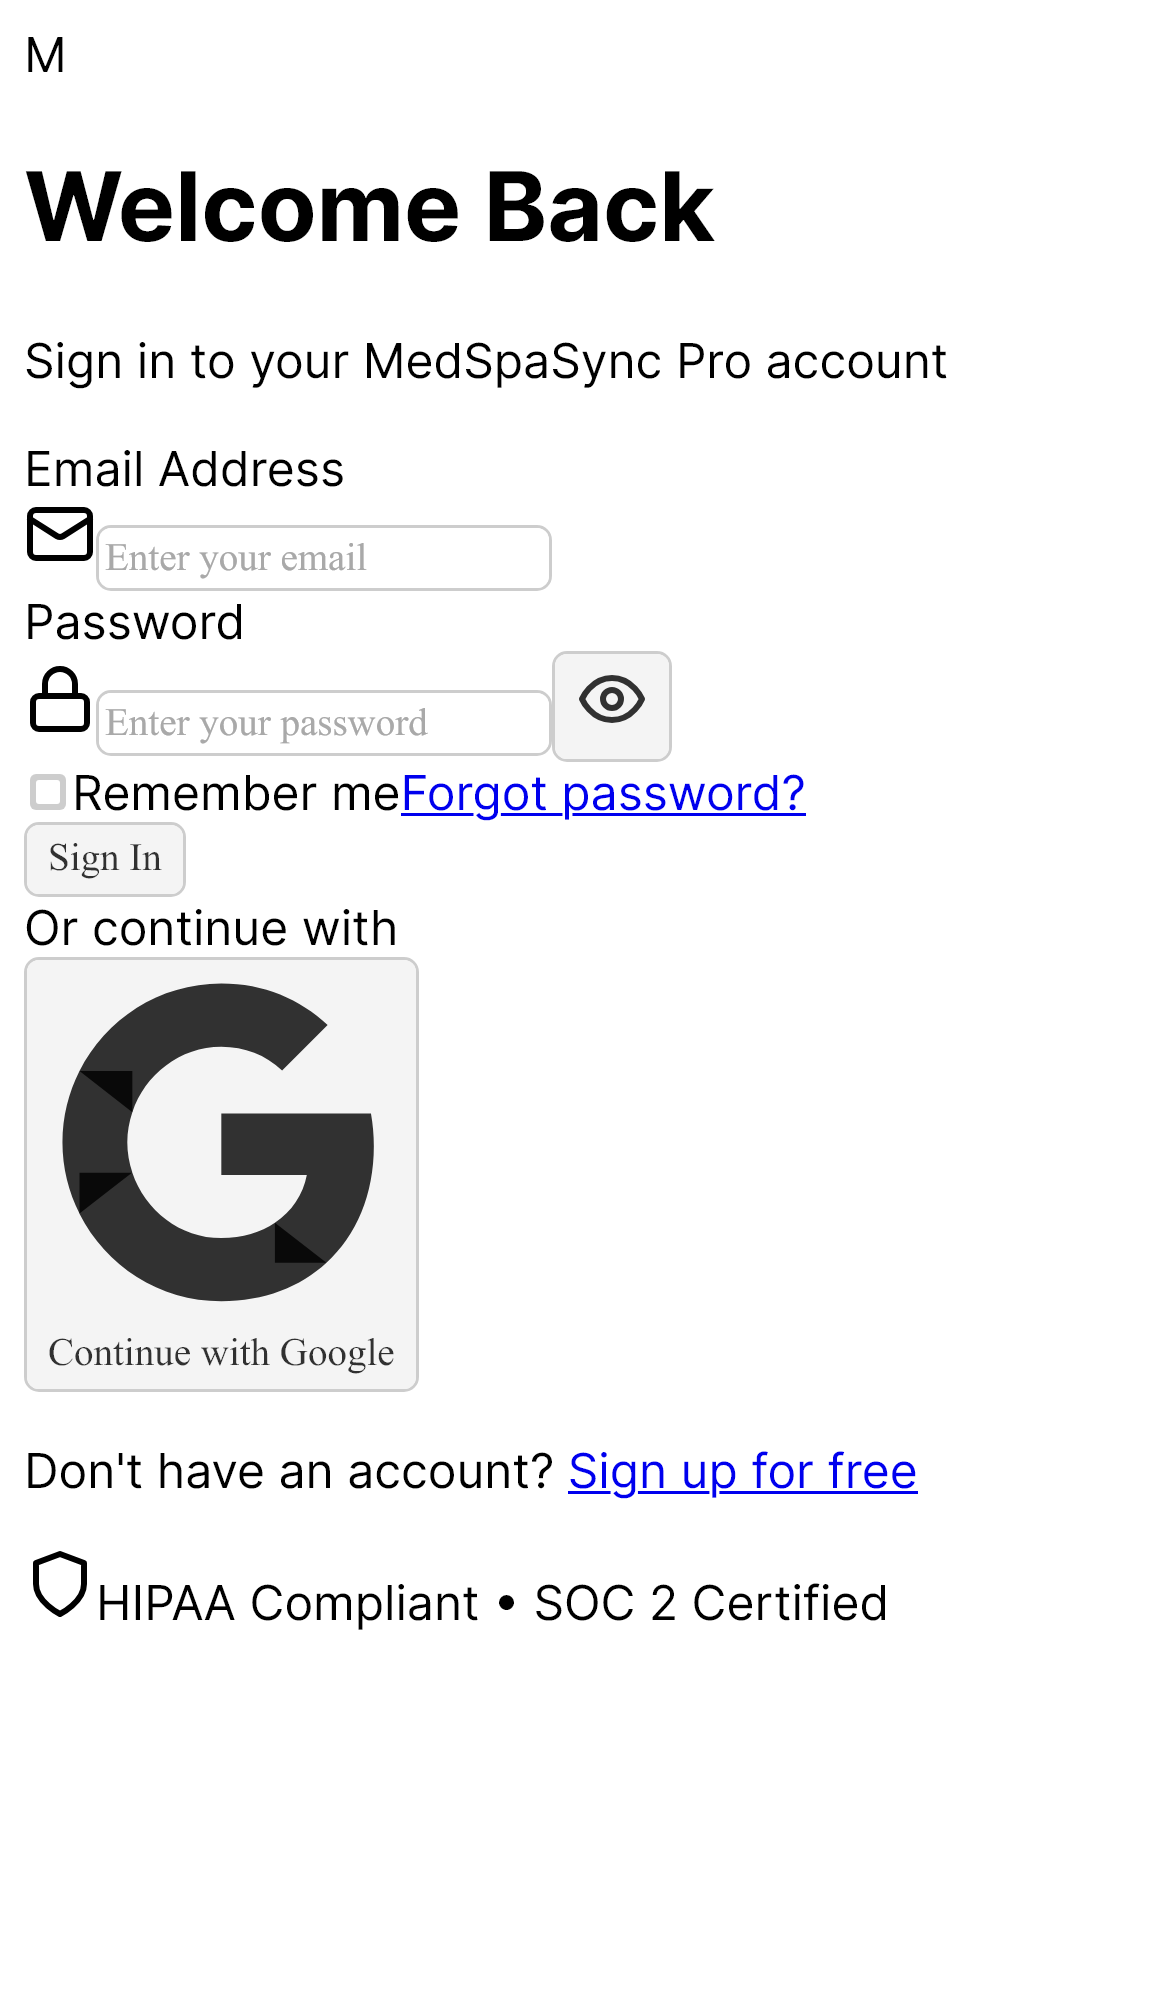 M
Welcome Back
Sign in to your MedSpaSync Pro account
Email Address
Enter your email
Password
Enter your password
Remember meForgot password?
Sign In
Or continue with
Continue with Google
Don't have an account? Sign up for free
HIPAA Compliant • SOC 2 Certified